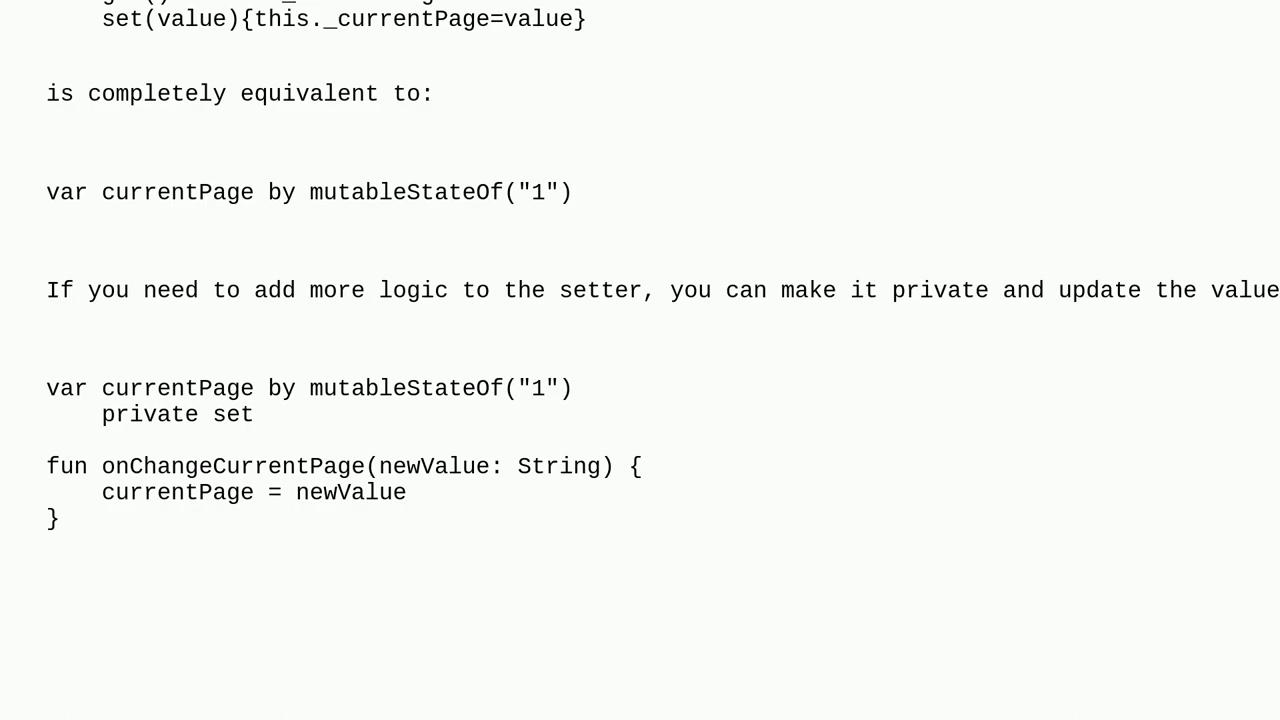 set(value){this._currentPage=value}
is completely equivalent to:
var currentPage by mutableStateOf("1")
If you need to add more logic to the setter, you can make it private and update the value
var currentPage by mutableStateOf("1")
private set
fun onChangeCurrentPage(newValue: String) {
currentPage = newValue
}